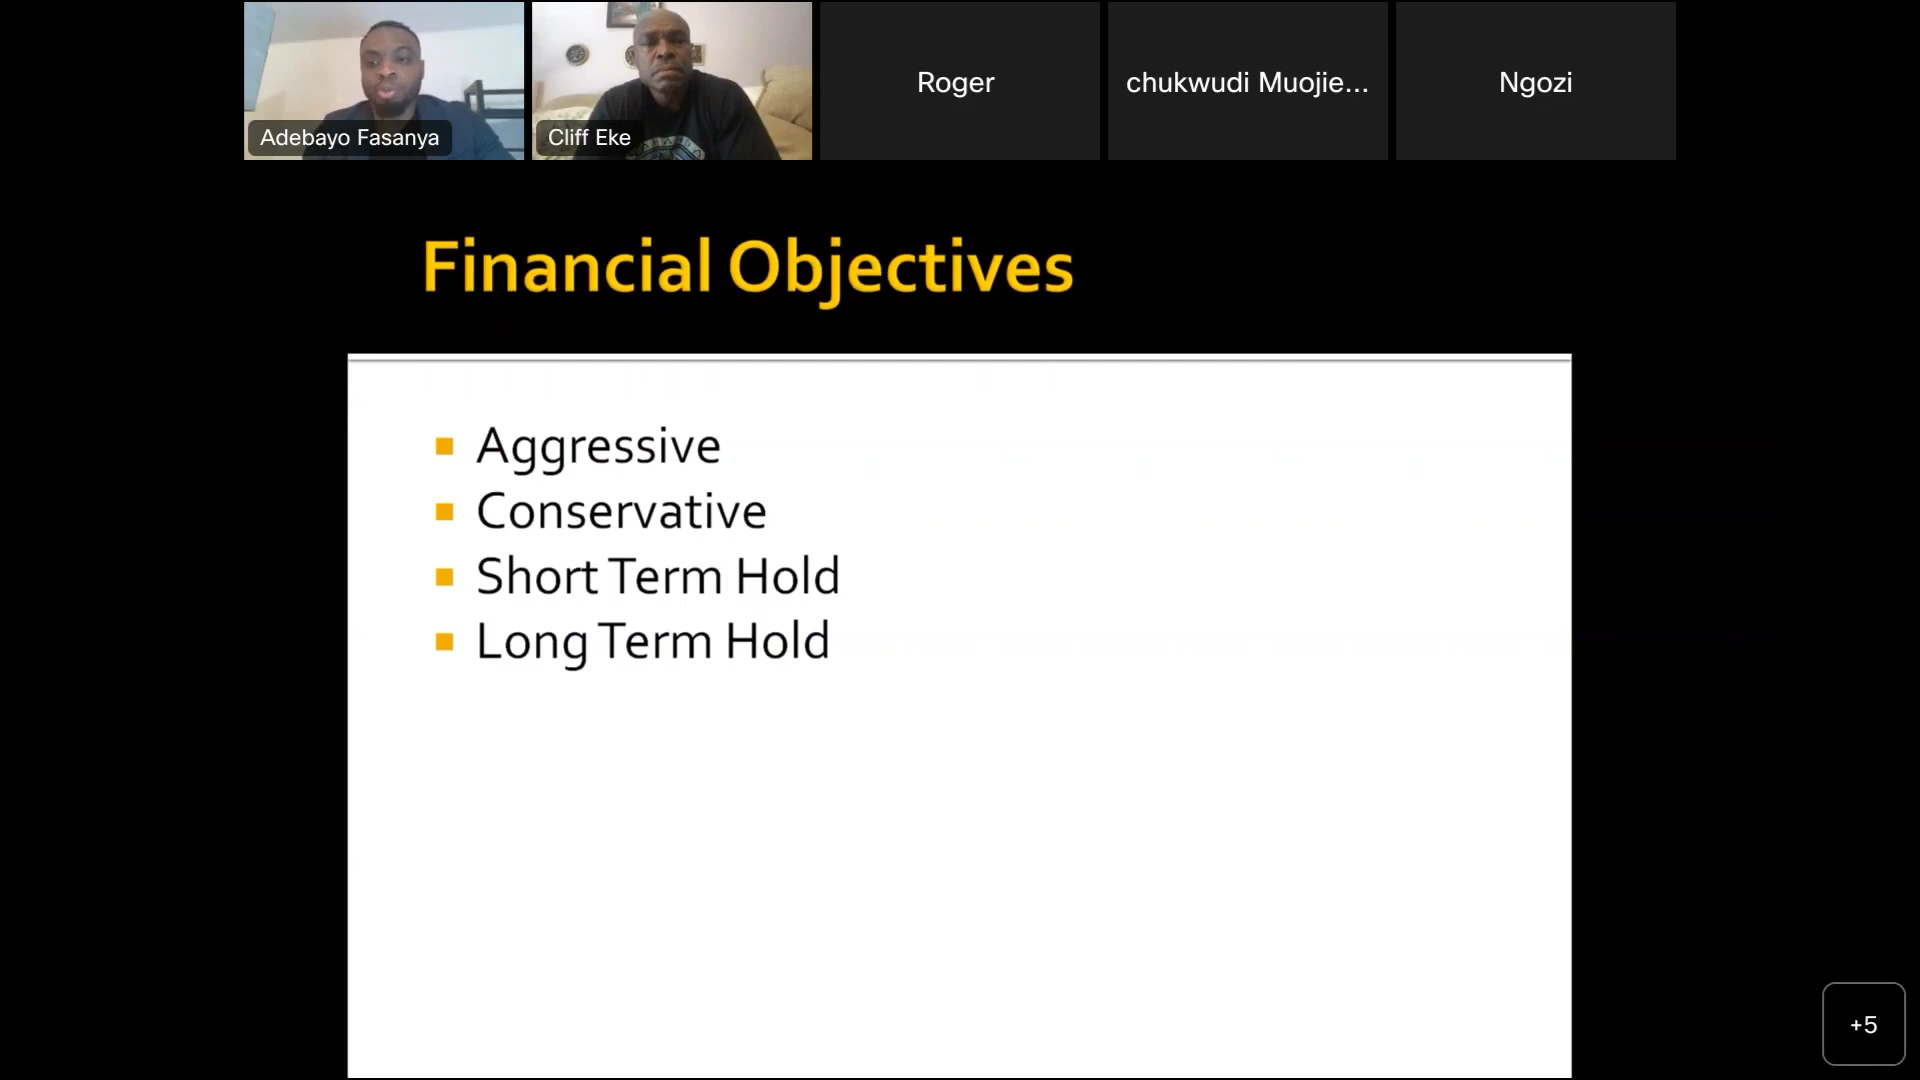 Adebayo Fasanya
Cliff Eke
Roger
chukwudi Muojie...
Ngozi
Financial Objectives
Aggressive
Conservative
Short Term Hold
Long Term Hold
+5